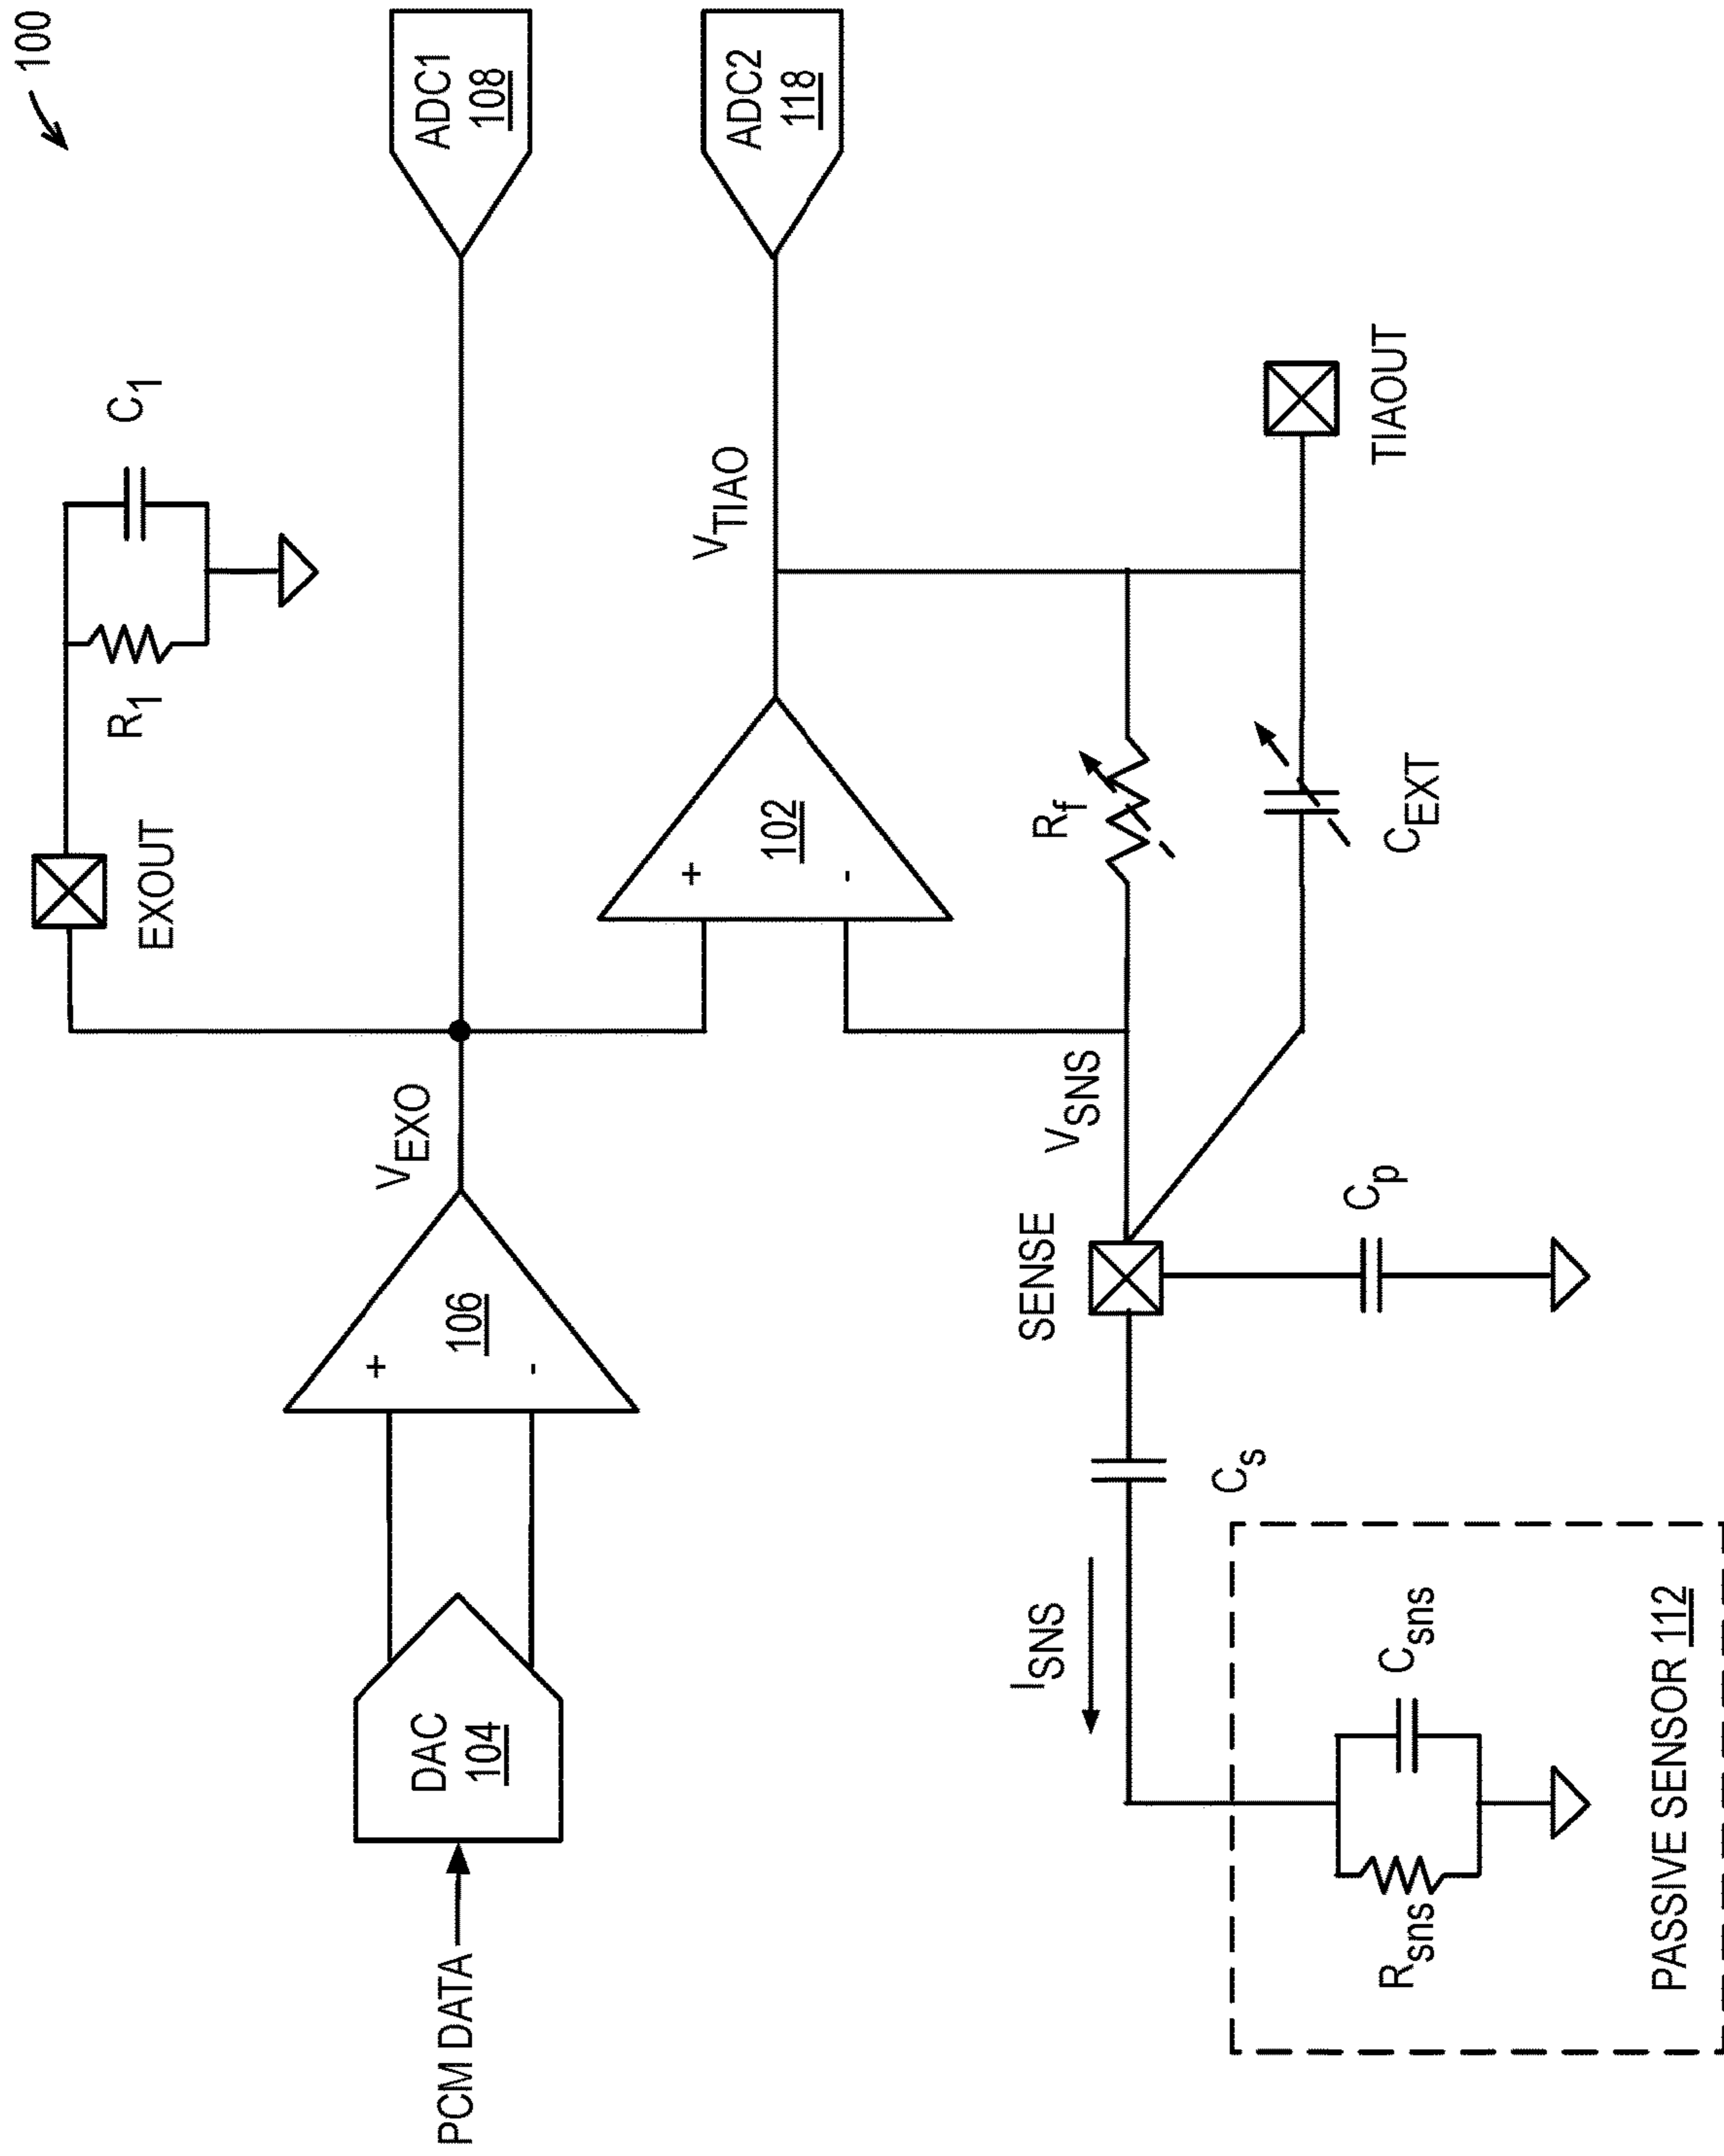 100
C1
R1
EXOUT
ADC1
108
VEXO
+
-
106
DAC
104
PCM DATA
VTIAO
ADC2
118
+
-
102
Rf
CEXT
TIAOUT
VSNS
SENSE
Cp
Cs
ISNS
Rsns
Csns
PASSIVE SENSOR 112